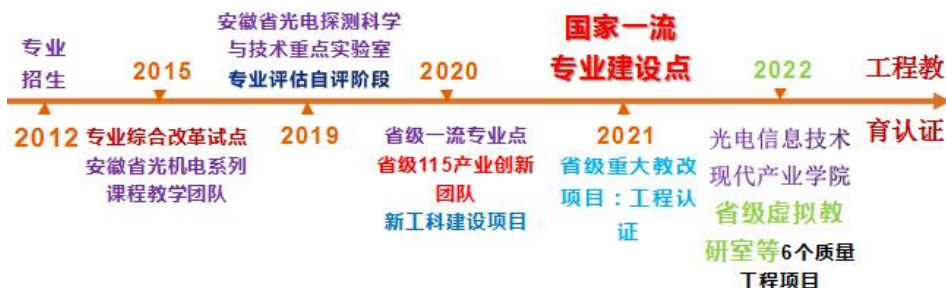 专业
招生
2012
2015
专业综合改革试点
安徽省光机电系列
课程教学团队
安徽省光电探测科学
与技术重点实验室
专业评估自评阶段
2019
2020
省级一流专业点
省级115产业创新
团队
新工科建设项目
国家一流
专业建设点
2021
省级重大教改
项目：工程认
证
2022
光电信息技术
现代产业学院
省级虚拟教
研室等6个质量
工程项目
工程教
育认证